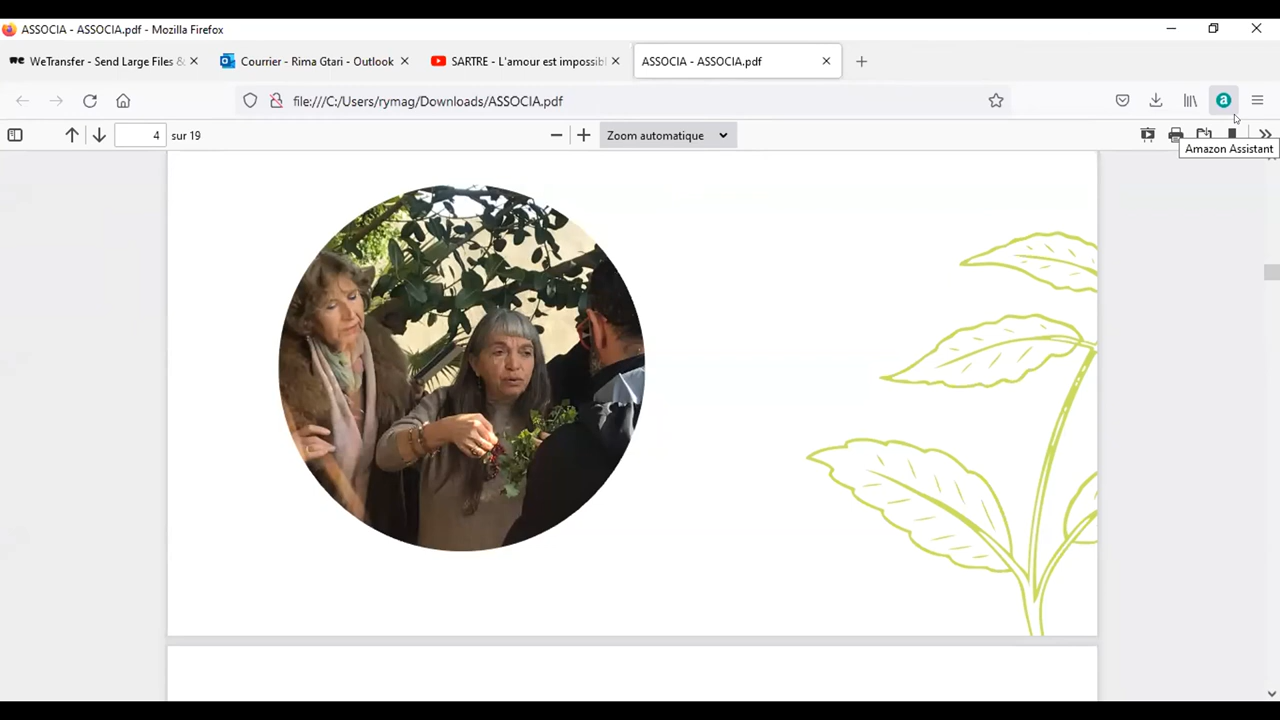 ASSOCIA - ASSOCIA.pdf - Mozilla Firefox
WeTransfer - Send Large Files &
Courrier - Rima Gtari - Outlook
SARTRE - L'amour est impossibl
ASSOCIA - ASSOCIA.pdf
file:///C:/Users/rymag/Downloads/ASSOCIA.pdf
4 sur 19
Zoom automatique
Amazon Assistant